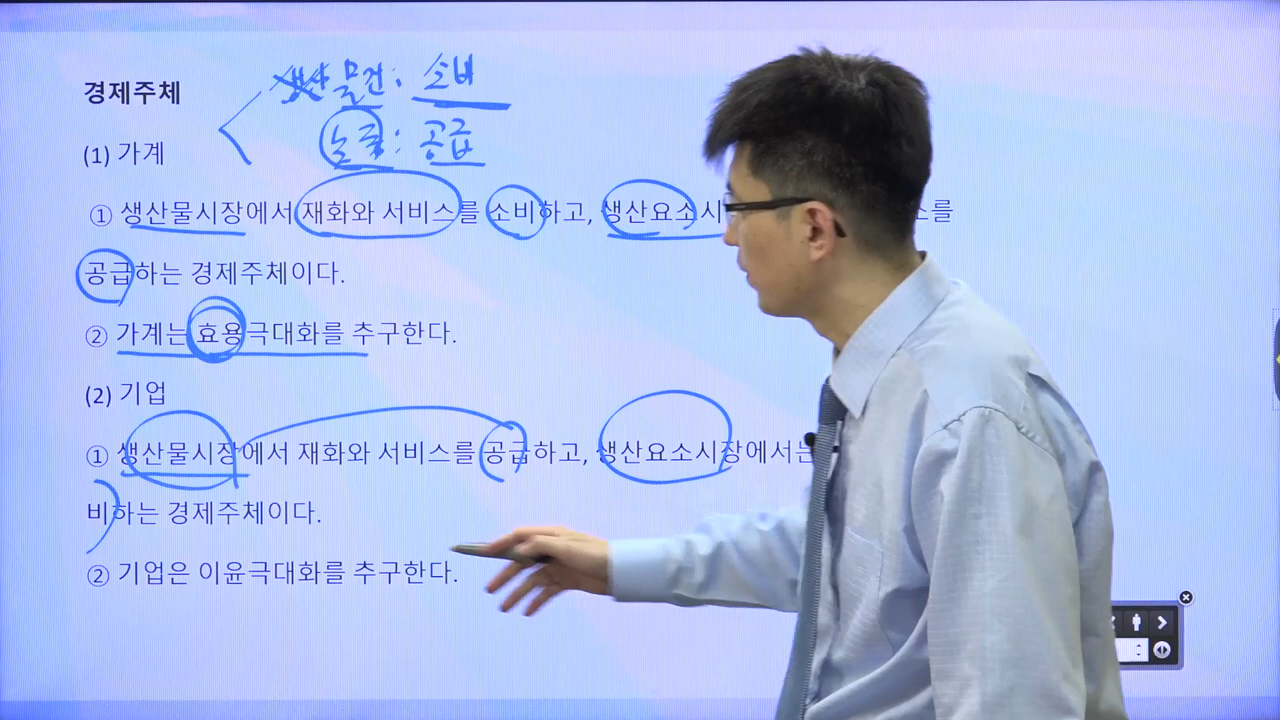 경제주체
물건: 소비
노동: 공급
(1) 가계
① 생산물시장에서 재화와 서비스를 소비하고, 생산요소시 를
공급하는 경제주체이다.
② 가계는 효용극대화를 추구한다.
(2) 기업
① 생산물시장에서 재화와 서비스를 공급하고, 생산요소시장에서는
비하는 경제주체이다.
② 기업은 이윤극대화를 추구한다.